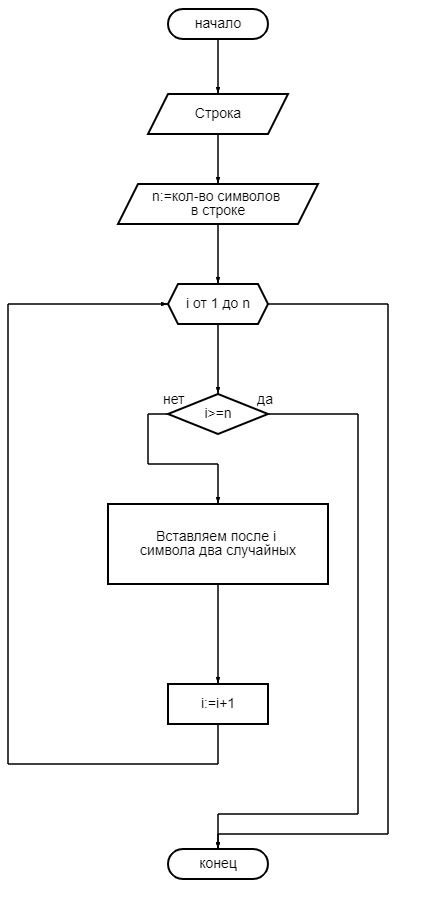 начало
Строка
n:=кол-во символов
в строке
i от 1 до n
нет
да
i>=n
Вставляем после i
символа два случайных
i:=i+1
конец